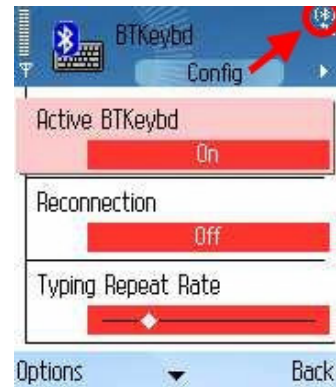 BTKeybd
Config
Active BTKeybd
On
Reconnection
Off
Typing Repeat Rate
Options Back